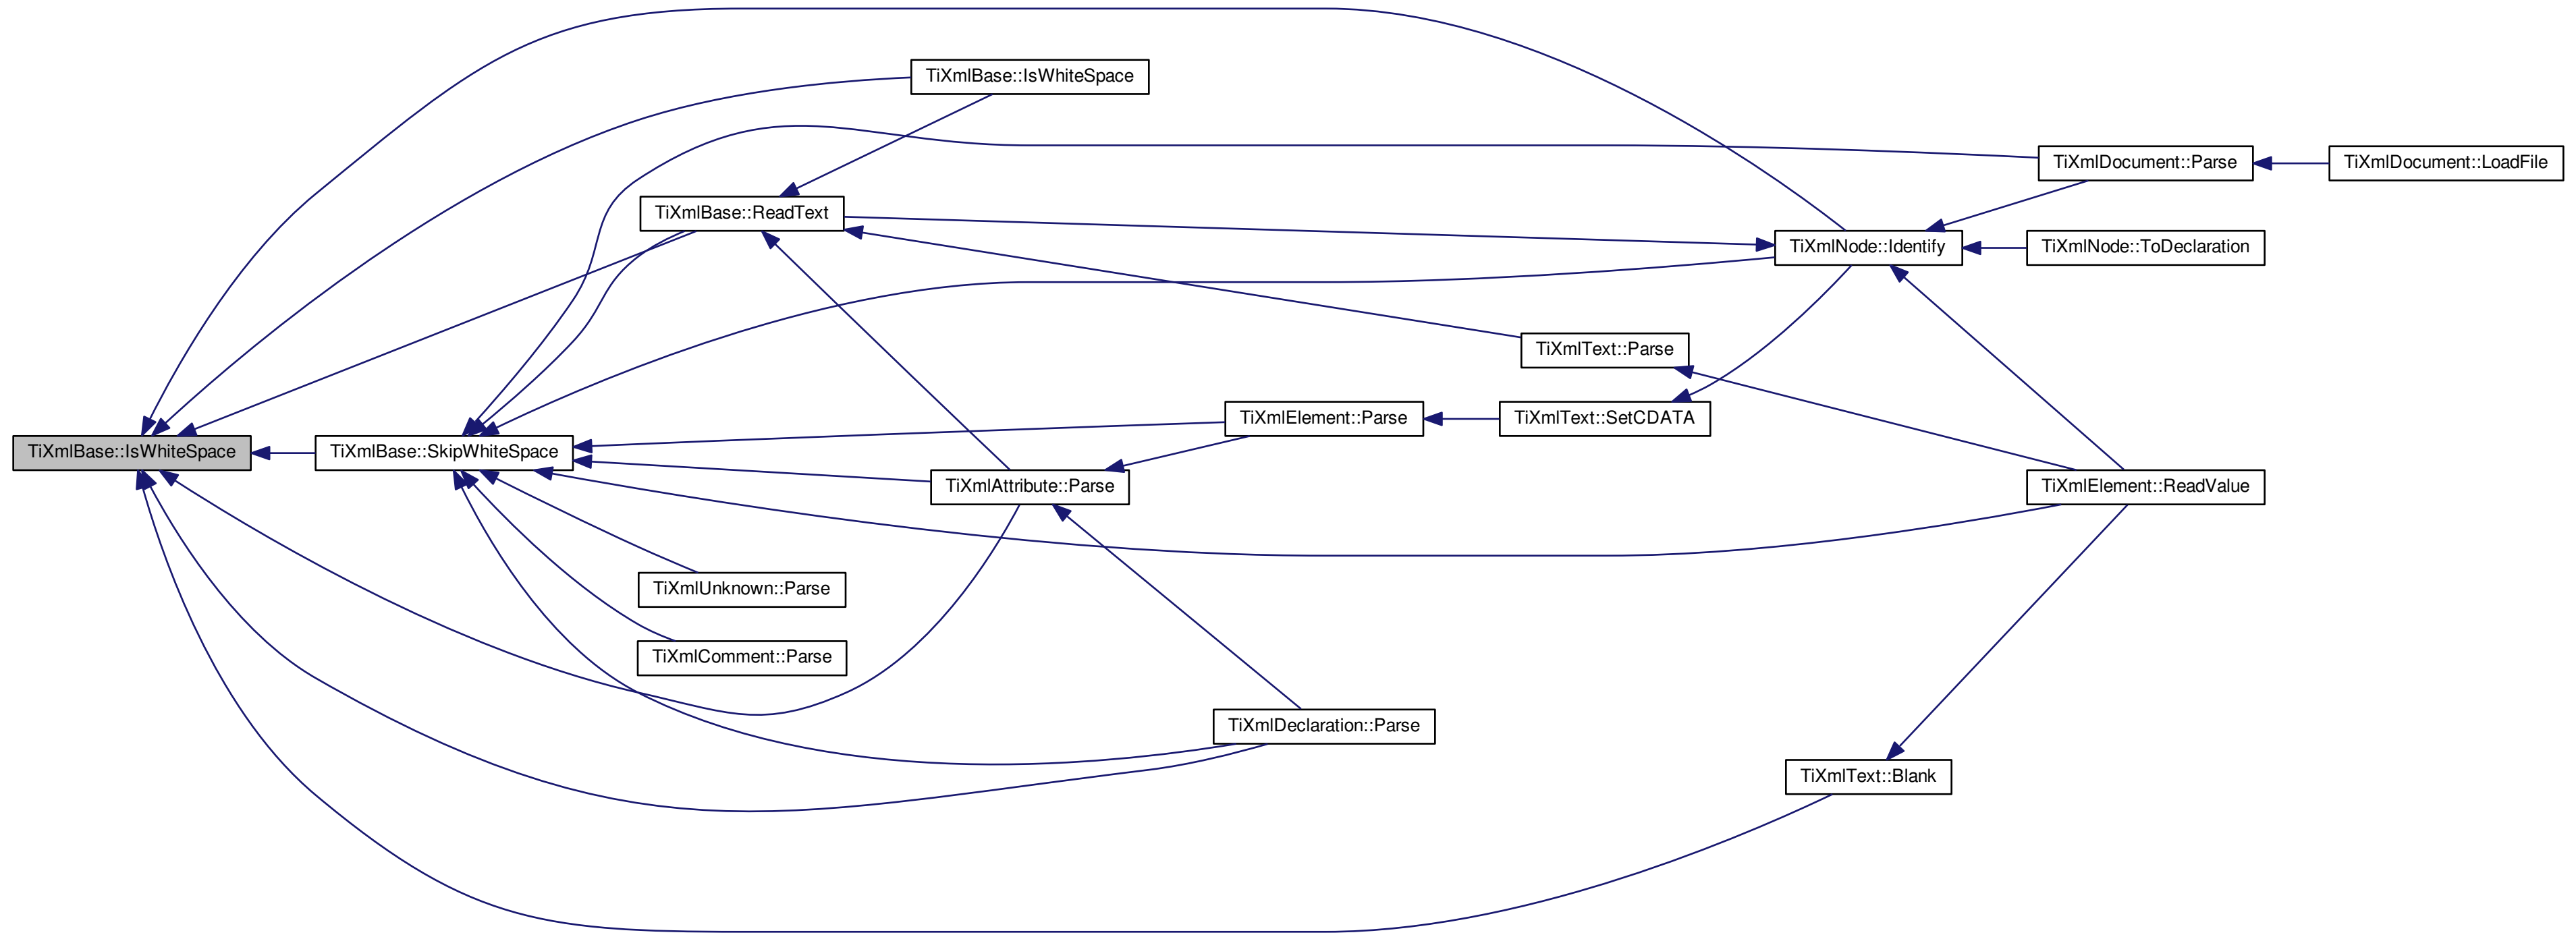 TiXmlBase::IsWhiteSpace
TiXmlDocument::Parse
TiXmlDocument::LoadFile
TiXmlBase::ReadText
TiXmlNode::Identify
TiXmlNode::ToDeclaration
TiXmlText::Parse
TiXmlElement::Parse
TiXmlText::SetCDATA
TiXmlBase::IsWhiteSpace
TiXmlBase::SkipWhiteSpace
TiXmlAttribute::Parse
TiXmlElement::ReadValue
TiXmlUnknown::Parse
TiXmlComment::Parse
TiXmlDeclaration::Parse
TiXmlText::Blank